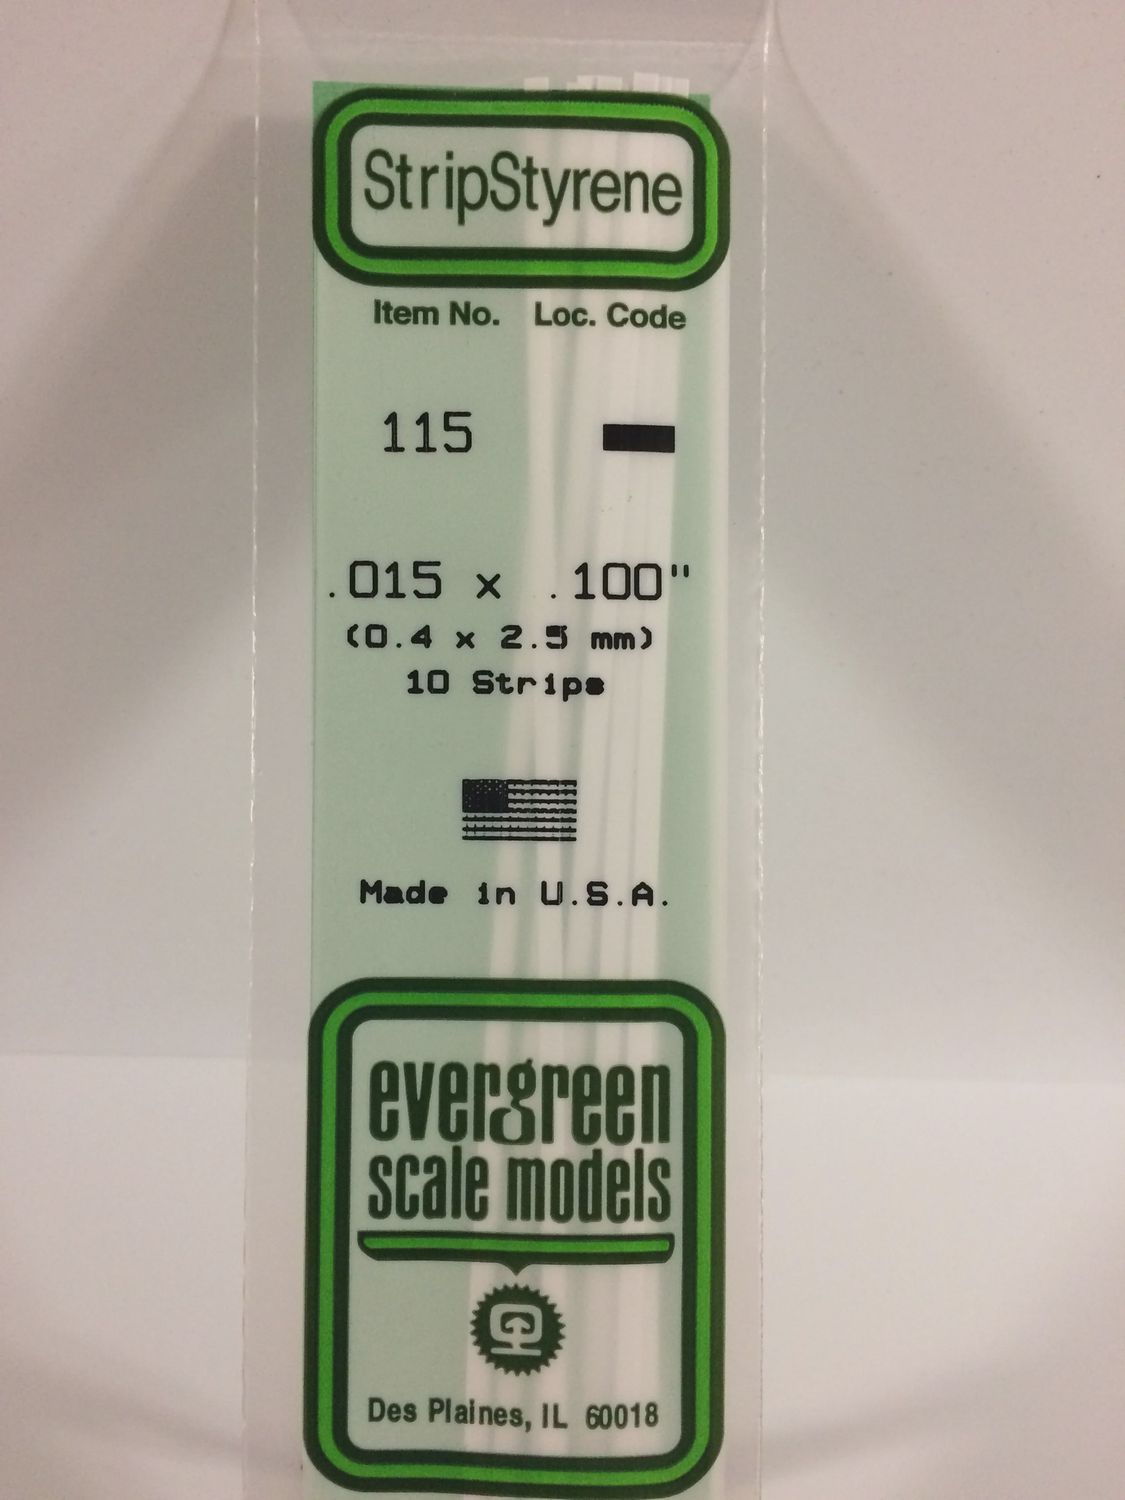 StripStyrene
Item No. Loc. Code
115
.015 x .100"
(0.4 x 2.5 mm)
10 Strips
Made in U.S.A.
evergreen
scale models
Des Plaines, IL 60018